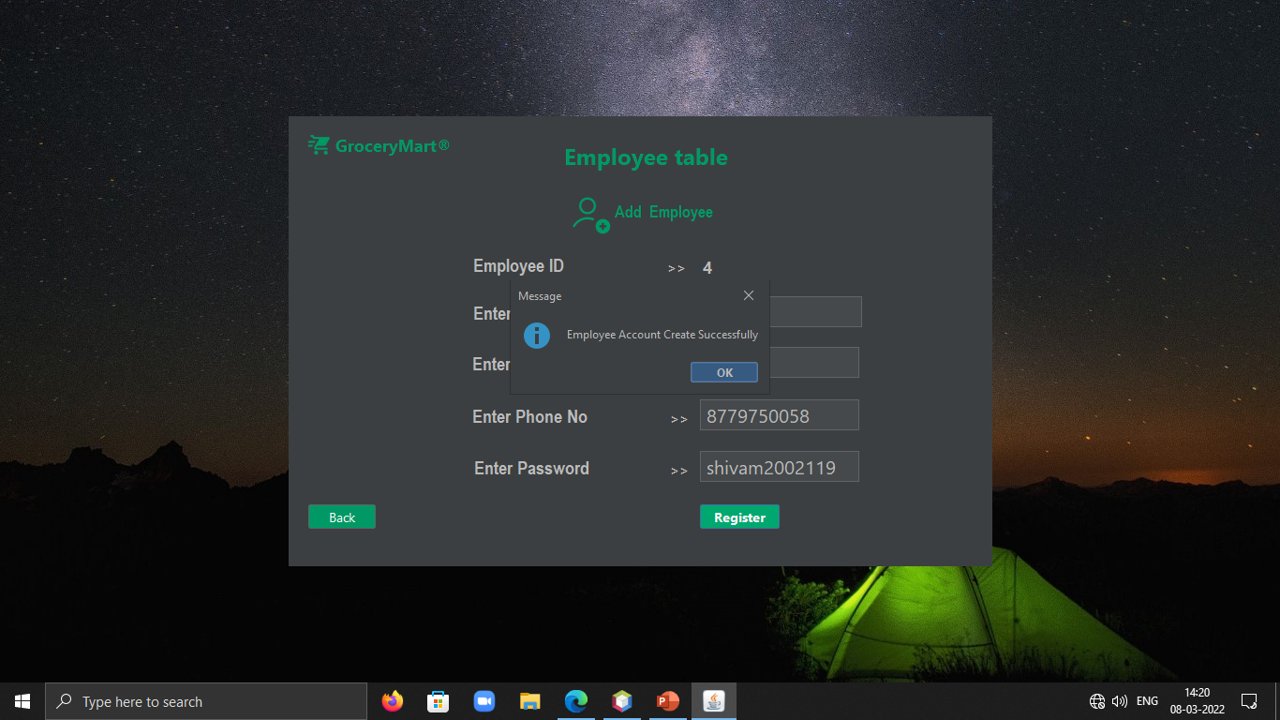 GroceryMart®
Employee table
Add Employee
Employee ID >> 4
Message
Enter
Employee Account Create Successfully
Enter
OK
Enter Phone No >> 8779750058
Enter Password >> shivam2002119
Back Register
Type here to search
ENG
14:20
08-03-2022